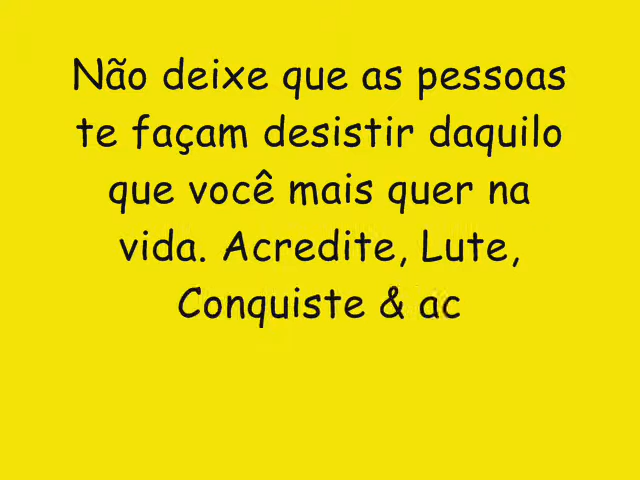 Não deixe que as pessoas
te façam desistir daquilo
que você mais quer na
vida. Acredite, Lute,
Conquiste & ac